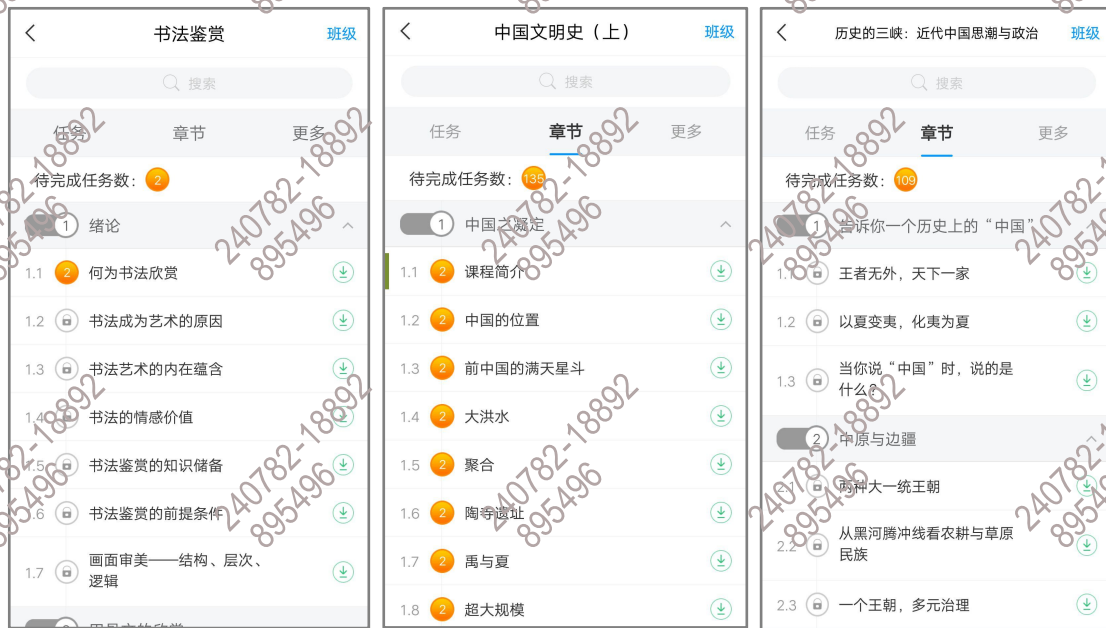 书法鉴赏 班级
搜索
任务 章节 更多
待完成任务数： 2
1 绪论
1.1 2 何为书法欣赏
1.2 书法成为艺术的原因
1.3 书法艺术的内在蕴含
1.4 书法的情感价值
1.5 书法鉴赏的知识储备
1.6 书法鉴赏的前提条件
1.7 画面审美——结构、层次、
逻辑
中国文明史（上） 班级
搜索
任务 章节 更多
待完成任务数： 135
1 中国之凝定
1.1 2 课程简介
1.2 2 中国的位置
1.3 2 前中国的满天星斗
1.4 2 大洪水
1.5 2 聚合
1.6 2 陶寺遗址
1.7 2 禹与夏
1.8 2 超大规模
历史的三峡：近代中国思潮与政治 班级
搜索
任务 章节 更多
待完成任务数： 109
1 告诉你一个历史上的“中国”
1.1 王者无外，天下一家
1.2 以夏变夷，化夷为夏
1.3 当你说“中国”时，说的是
什么？
2 中原与边疆
2.1 两种大一统王朝
2.2 从黑河腾冲线看农耕与草原
民族
2.3 一个王朝，多元治理
240782-18892
895496